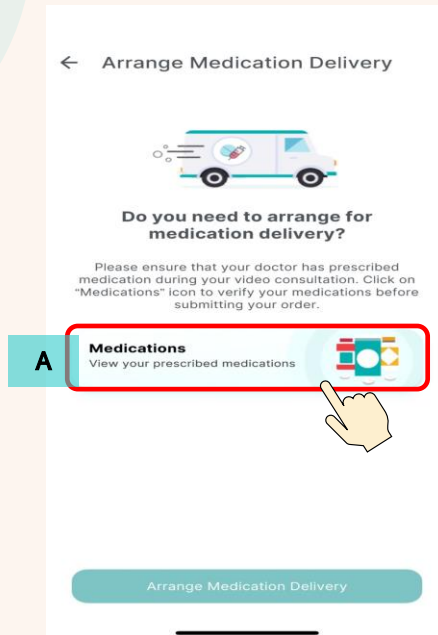 ← Arrange Medication Delivery
Do you need to arrange for
medication delivery?
Please ensure that your doctor has prescribed
medication during your video consultation. Click on
"Medications" icon to verify your medications before
submitting your order.
A
Medications
View your prescribed medications
Arrange Medication Delivery